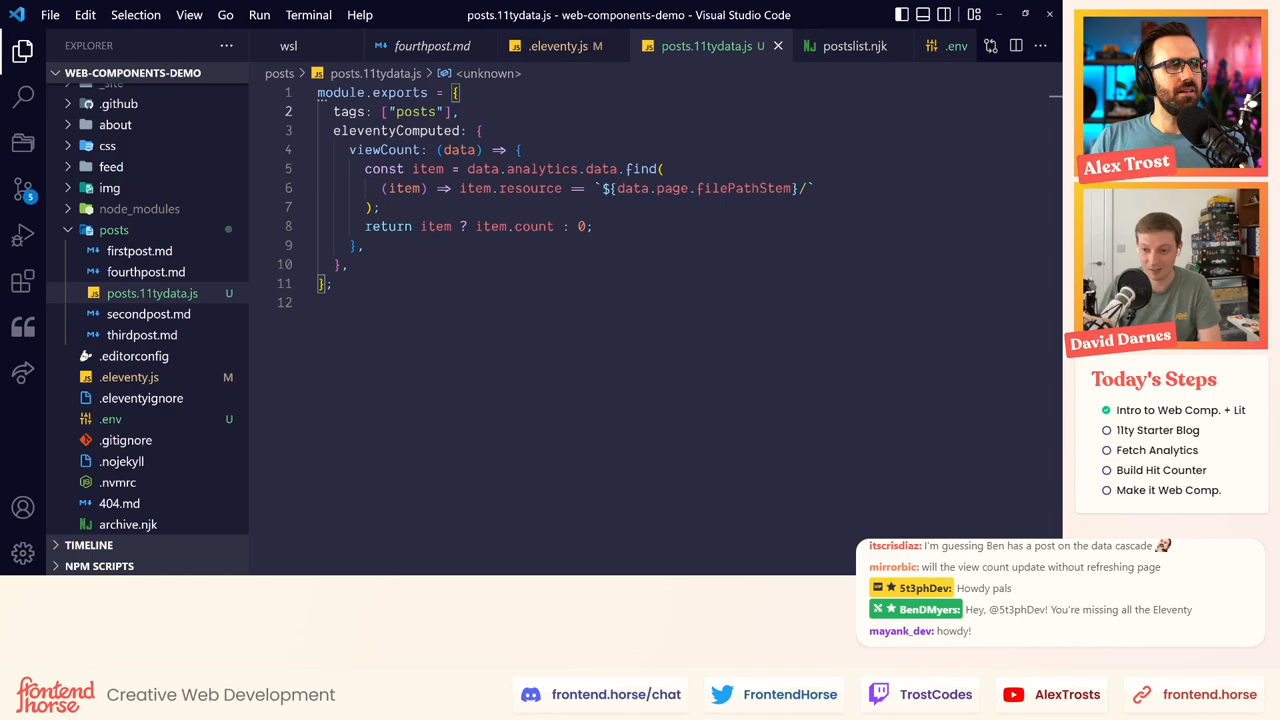 File Edit Selection View Go Run Terminal Help
posts.11tydata.js - web-components-demo - Visual Studio Code
EXPLORER
wsl
fourthpost.md
.eleventy.js M
posts.11tydata.js U
postslist.njk
.env
WEB-COMPONENTS-DEMO
posts > posts.11tydata.js > <unknown>
_site
.github
about
css
feed
img
node_modules
posts
firstpost.md
fourthpost.md
posts.11tydata.js U
secondpost.md
thirdpost.md
.editorconfig
.eleventy.js M
.eleventyignore
.env U
.gitignore
.nojekyll
.nvmrc
404.md
archive.njk
TIMELINE
NPM SCRIPTS
5
1 module.exports = {
2 tags: ["posts"],
3 eleventyComputed: {
4 viewCount: (data) => {
5 const item = data.analytics.data.find(
6 (item) => item.resource == `${data.page.filePathStem}/`
7 );
8 return item ? item.count : 0;
9 },
10 },
11 };
12
Alex Trost
David Darnes
Today's Steps
Intro to Web Comp. + Lit
11ty Starter Blog
Fetch Analytics
Build Hit Counter
Make it Web Comp.
itscrisdiaz: I'm guessing Ben has a post on the data cascade
mirrorbic: will the view count update without refreshing page
5t3phDev: Howdy pals
BenDMyers: Hey, @5t3phDev! You're missing all the Eleventy
mayank_dev: howdy!
frontend horse
Creative Web Development
frontend.horse/chat
FrontendHorse
TrostCodes
AlexTrosts
frontend.horse